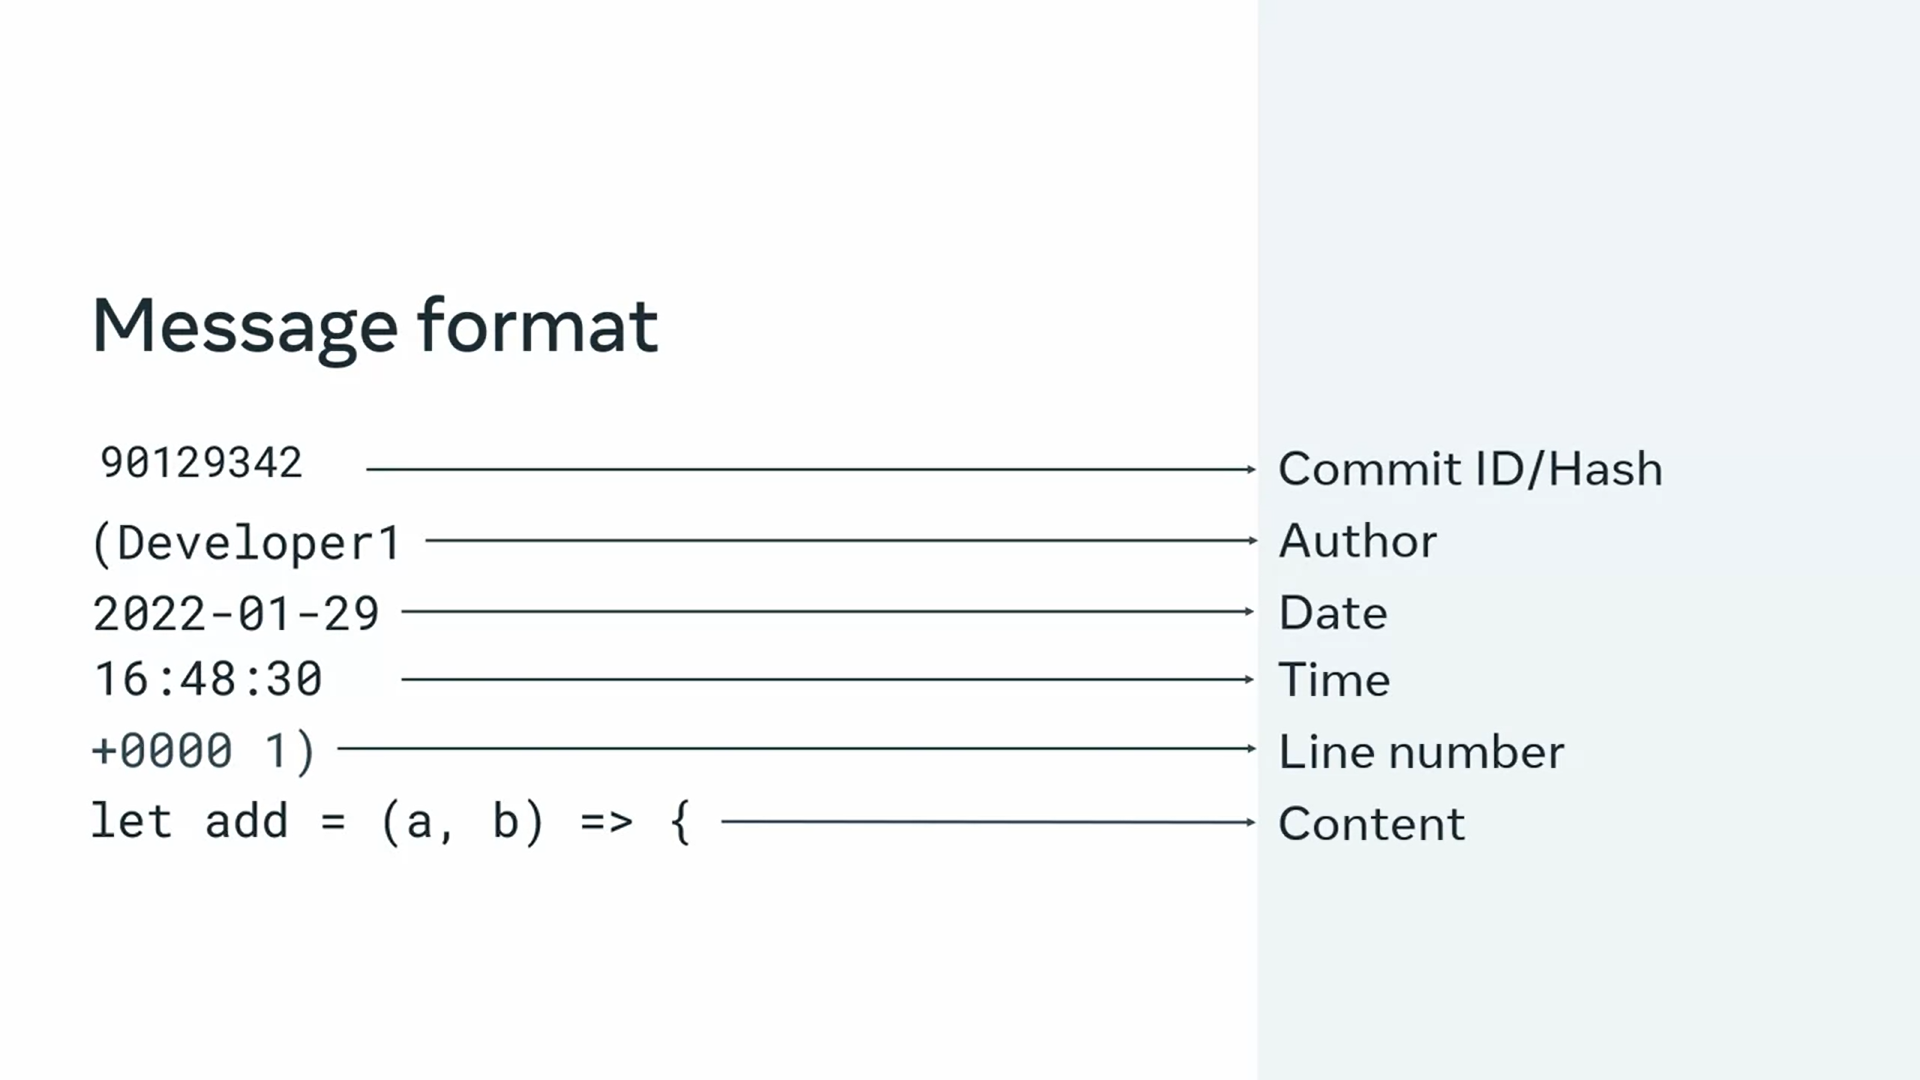 Message format
90129342 Commit ID/Hash
(Developer1 Author
2022-01-29 Date
16:48:30 Time
+0000 1) Line number
let add = (a, b) => { Content